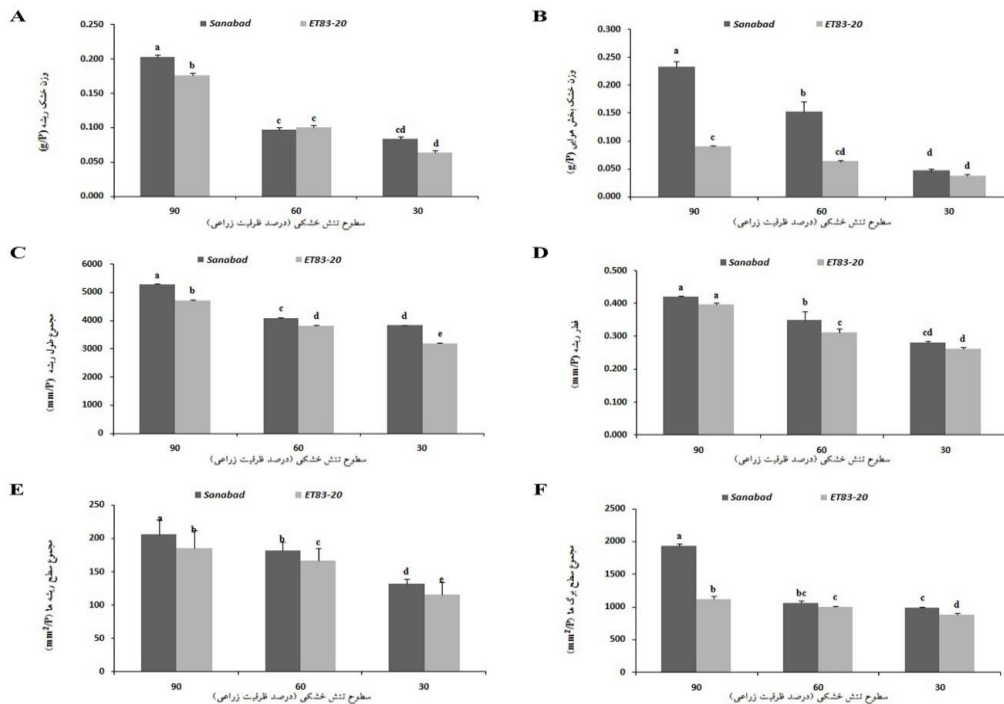 A
Sanabad ET83-20
0.250
0.200
0.150
0.100
0.050
0.000
وزن خشک ریشه (g/P)
a b c c cd d
90 60 30
سطوح تنش خشکی (درصد ظرفیت زراعی)
B
Sanabad ET83-20
0.300
0.250
0.200
0.150
0.100
0.050
0.000
وزن خشک بخش هوایی (g/P)
a c b cd d d
90 60 30
سطوح تنش خشکی (درصد ظرفیت زراعی)
C
Sanabad ET83-20
6000
5000
4000
3000
2000
1000
0
مجموع طول ریشه (mm/P)
a b c d d e
90 60 30
سطوح تنش خشکی (درصد ظرفیت زراعی)
D
Sanabad ET83-20
0.500
0.400
0.300
0.200
0.100
0.000
قطر ریشه (mm/P)
a a b c cd d
90 60 30
سطوح تنش خشکی (درصد ظرفیت زراعی)
E
Sanabad ET83-20
250
200
150
100
50
0
مجموع سطح ریشه ها (mm²/P)
a b b c d e
90 60 30
سطوح تنش خشکی (درصد ظرفیت زراعی)
F
Sanabad ET83-20
2500
2000
1500
1000
500
0
مجموع سطح برگ ها (mm²/P)
a b bc c c d
90 60 30
سطوح تنش خشکی (درصد ظرفیت زراعی)